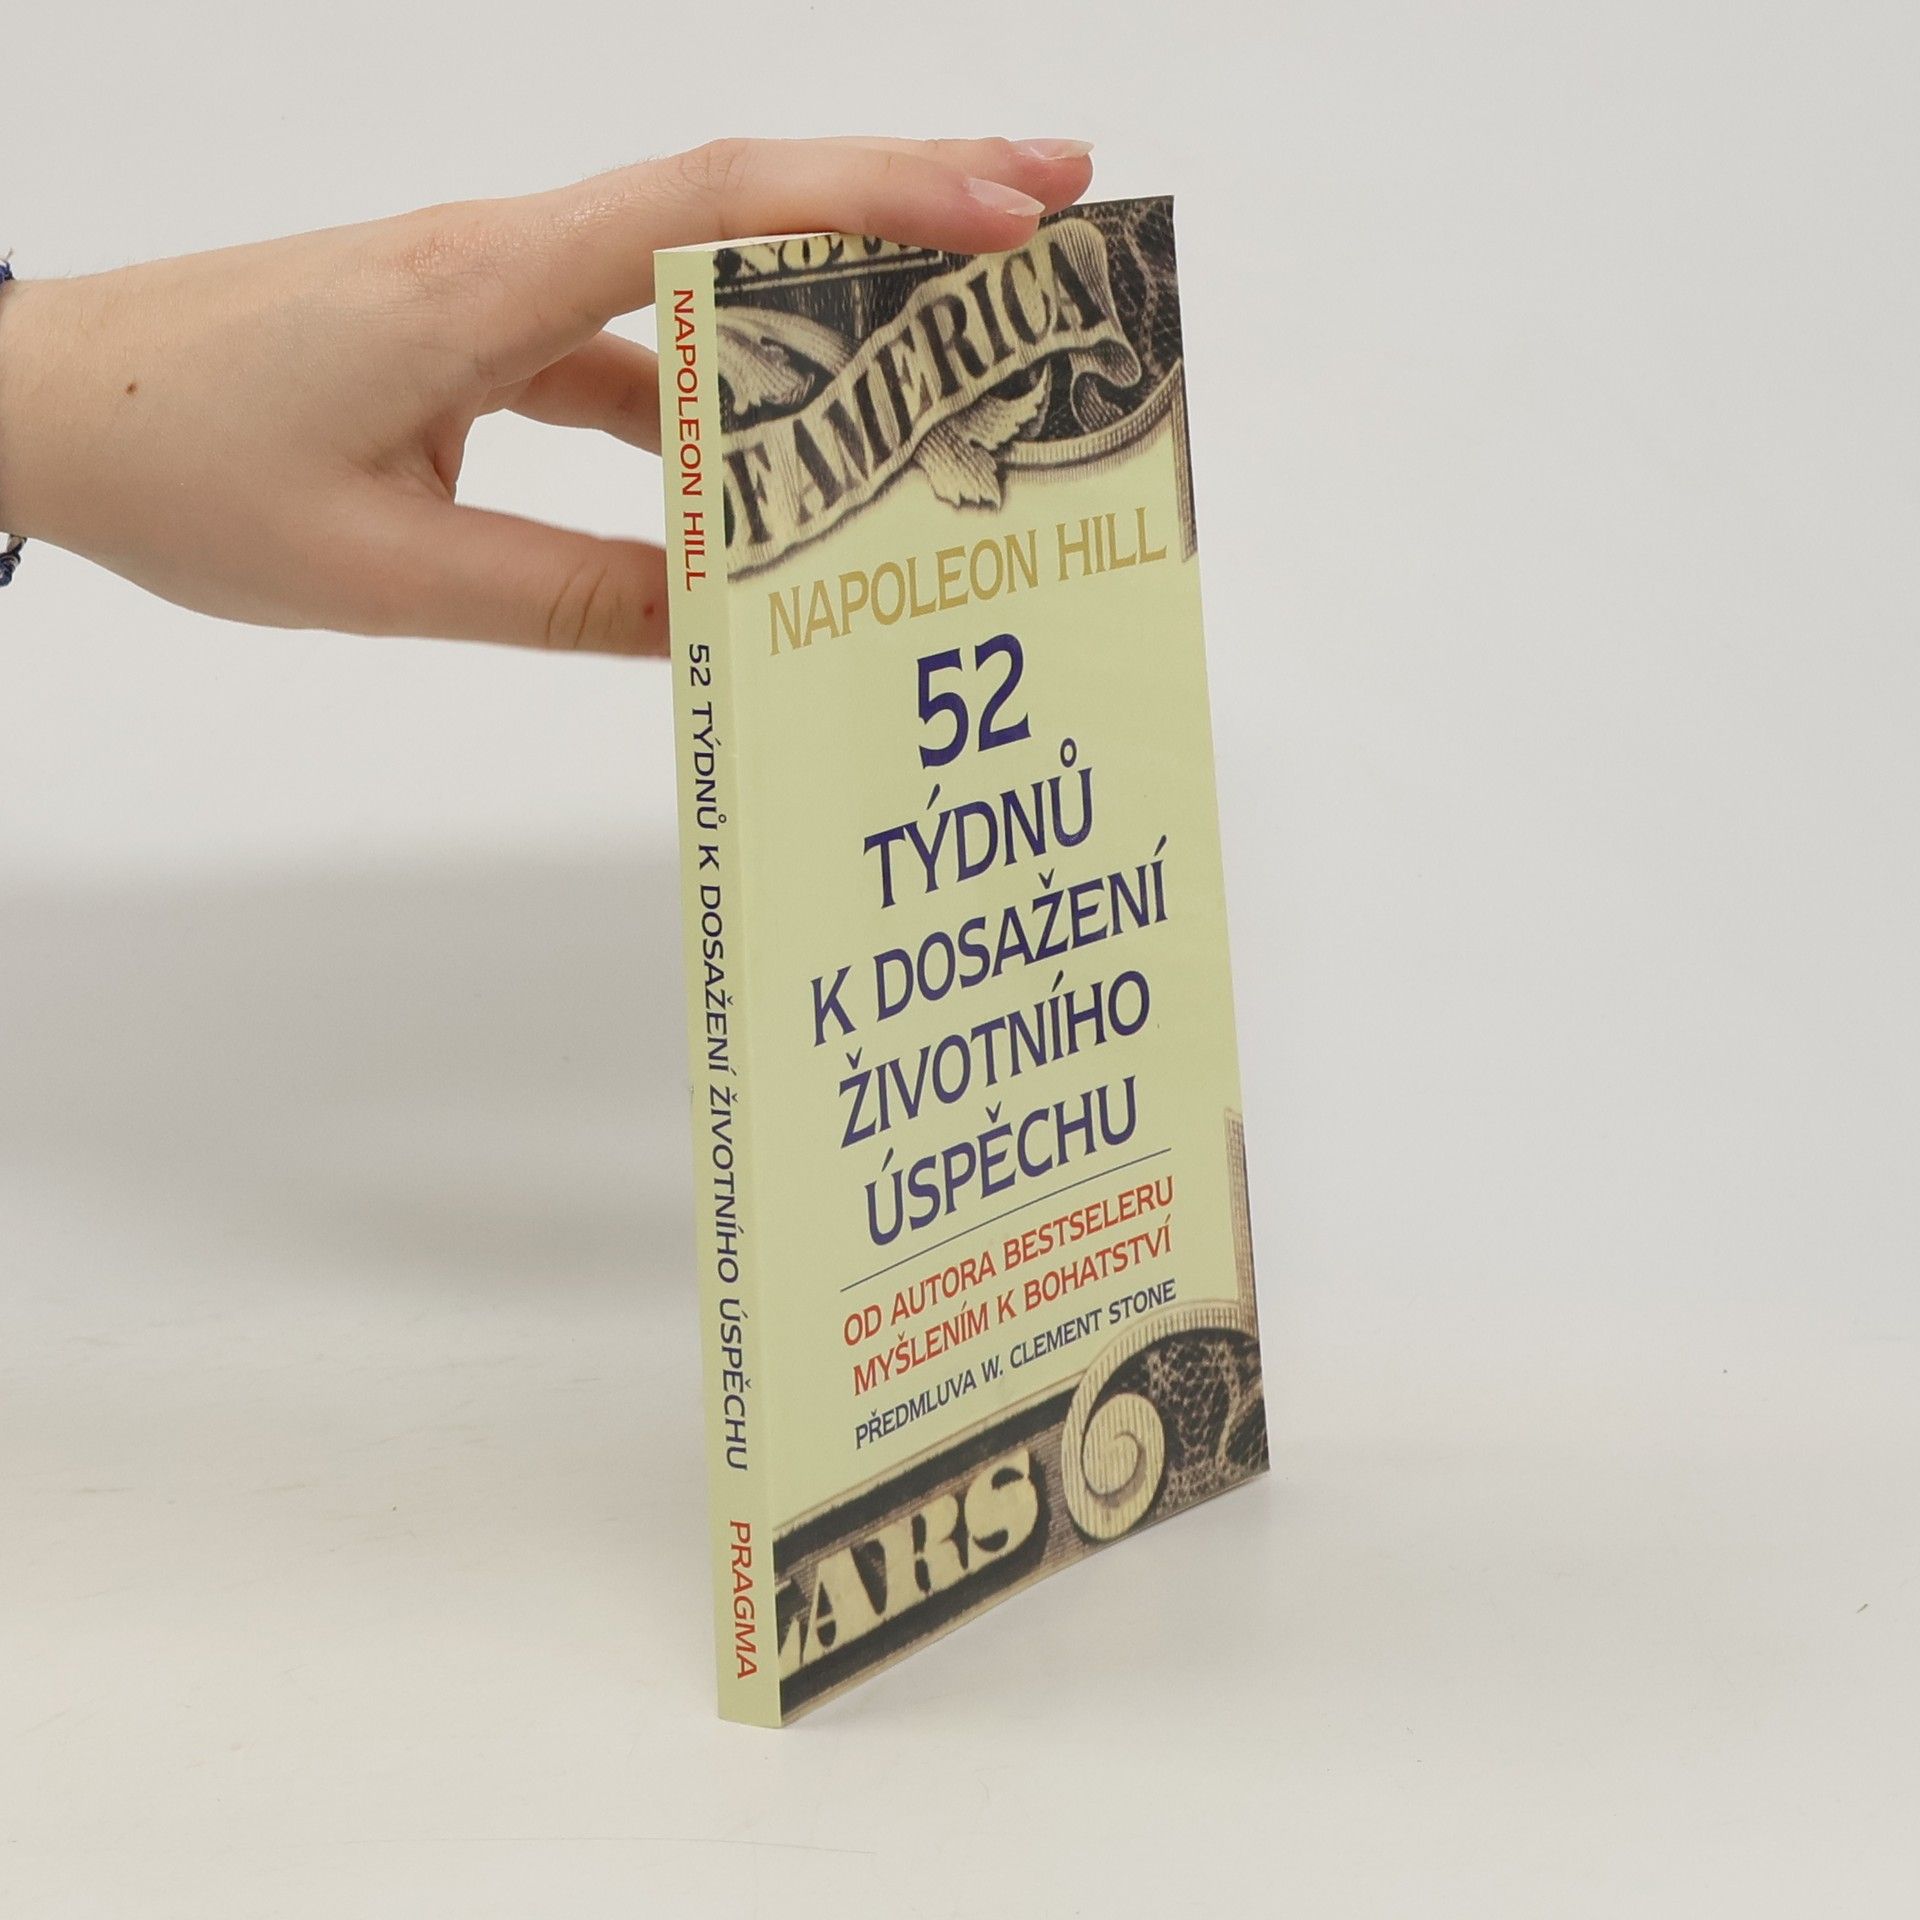 NAPOLEON HILL 52 TÝDNŮ K DOSAŽENÍ ŽIVOTNÍHO ÚSPĚCHU PRAGMA
OF AMERICA
NAPOLEON HILL
52
TÝDNŮ
K DOSAŽENÍ
ŽIVOTNÍHO
ÚSPĚCHU
OD AUTORA BESTSELERU
MYŠLENÍM K BOHATSTVÍ
PŘEDMLUVA W. CLEMENT STONE
LARS